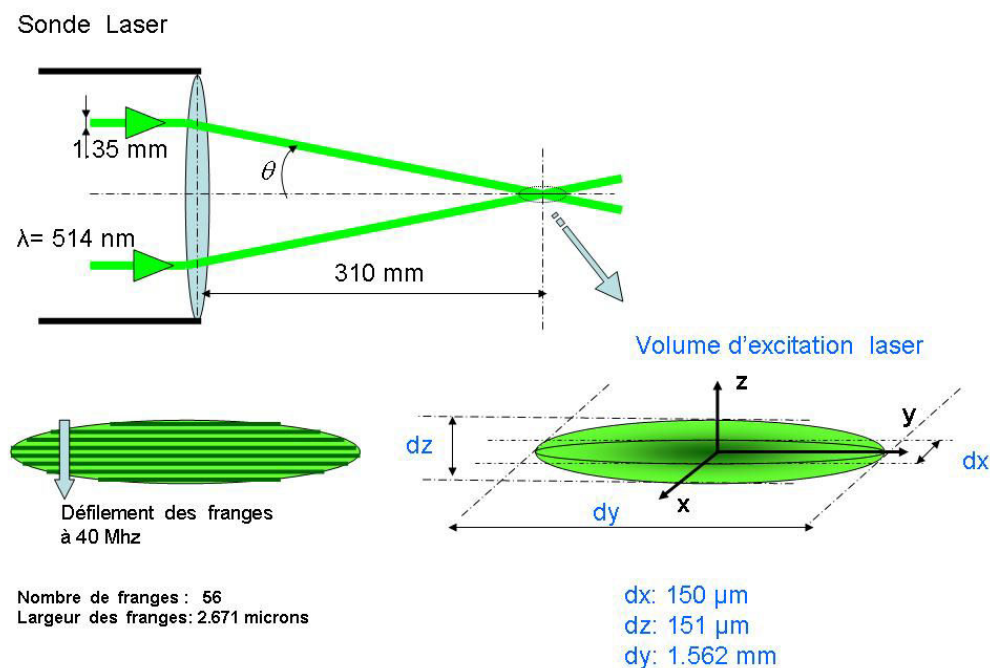 Sonde Laser
1.35 mm
θ
λ= 514 nm
310 mm
Volume d'excitation laser
z
y
dz
dx
x
dy
Défilement des franges
à 40 Mhz
Nombre de franges : 56
Largeur des franges: 2.671 microns
dx: 150 µm
dz: 151 µm
dy: 1.562 mm